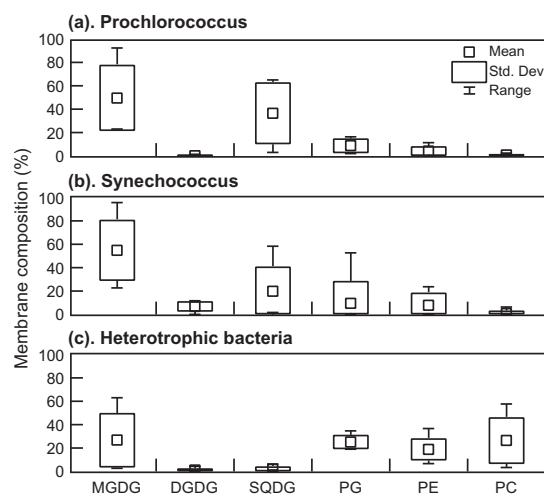 (a). Prochlorococcus
100
80
60
40
20
0
Mean
Std. Dev
Range
(b). Synechococcus
100
80
60
40
20
0
(c). Heterotrophic bacteria
100
80
60
40
20
0
Membrane composition (%)
MGDG DGDG SQDG PG PE PC